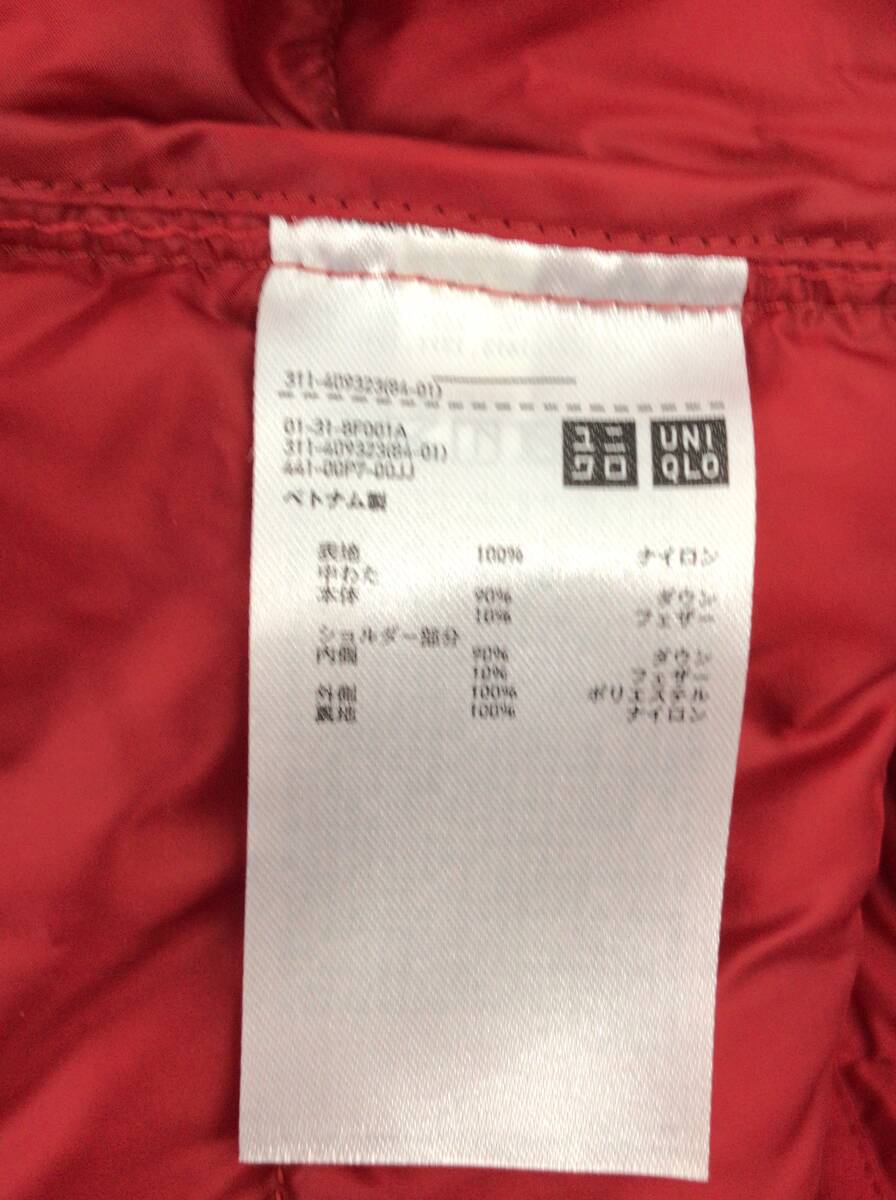 311-409323(84-01)
01-31-8F001A
311-409323(84-01)
441-00P7-00JJ
ユニクロ
UNIQLO
ベトナム製
表地 100% ナイロン
中わた
本体 90% ダウン
10% フェザー
ショルダー部分
内側 90% ダウン
10% フェザー
外側 100% ポリエステル
裏地 100% ナイロン